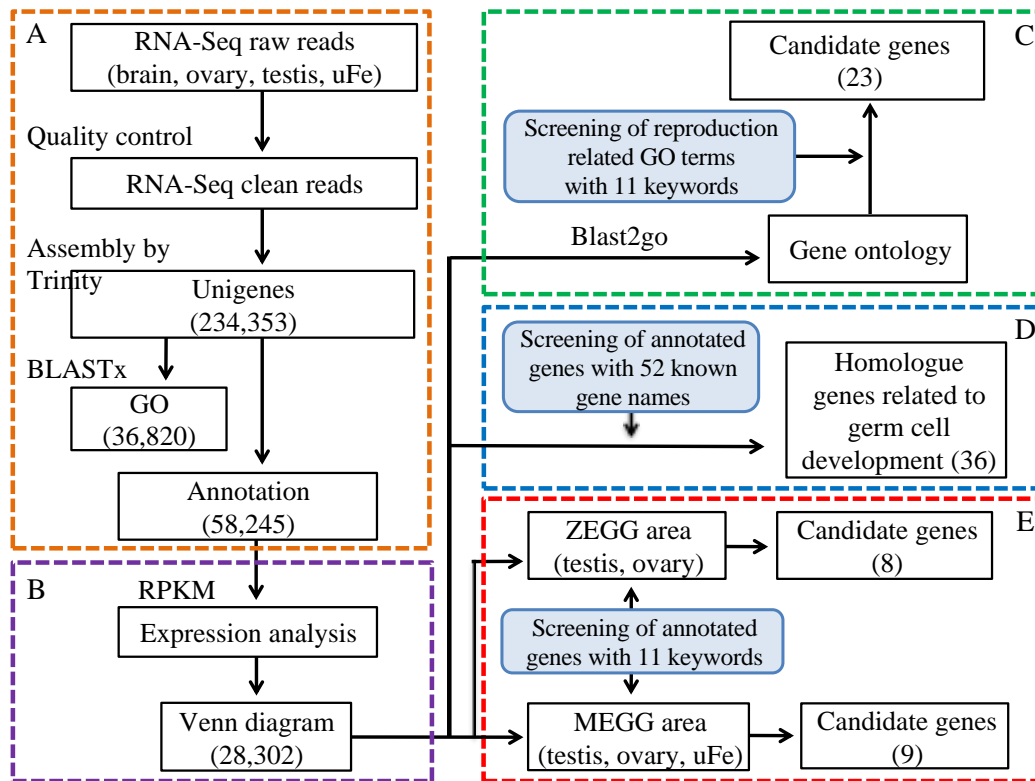 A
RNA-Seq raw reads
(brain, ovary, testis, uFe)
Quality control
RNA-Seq clean reads
Assembly by
Trinity
Unigenes
(234,353)
BLASTx
GO
(36,820)
Annotation
(58,245)
B
RPKM
Expression analysis
Venn diagram
(28,302)
C
Candidate genes
(23)
Screening of reproduction
related GO terms
with 11 keywords
Blast2go
Gene ontology
D
Screening of annotated
genes with 52 known
gene names
Homologue
genes related to
germ cell
development (36)
E
ZEGG area
(testis, ovary)
Candidate genes
(8)
Screening of annotated
genes with 11 keywords
MEGG area
(testis, ovary, uFe)
Candidate genes
(9)